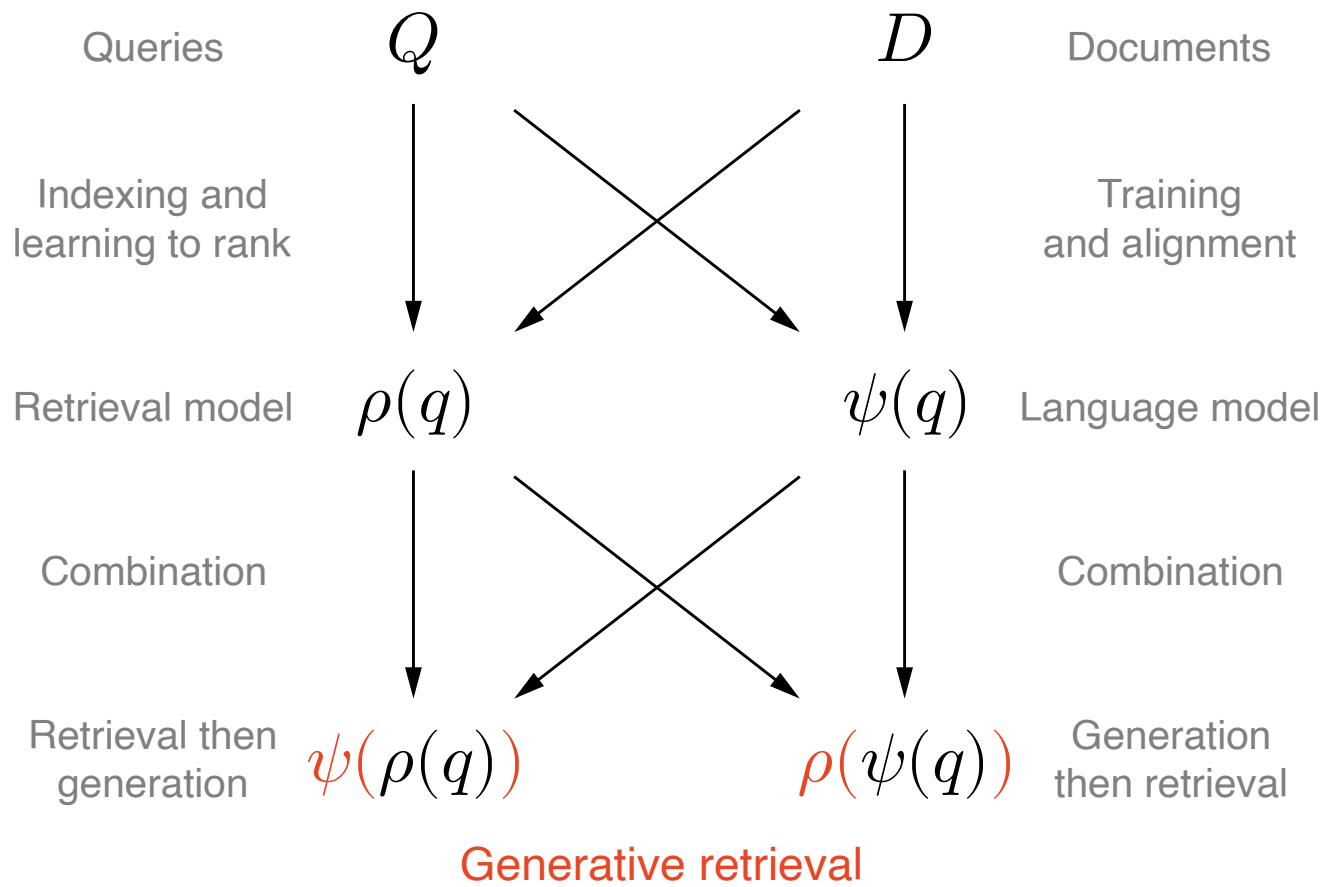 Queries Q D Documents
Indexing and
learning to rank
Training
and alignment
Retrieval model ρ(q) ψ(q) Language model
Combination Combination
Retrieval then
generation
ψ(ρ(q)) ρ(ψ(q))
Generation
then retrieval
Generative retrieval